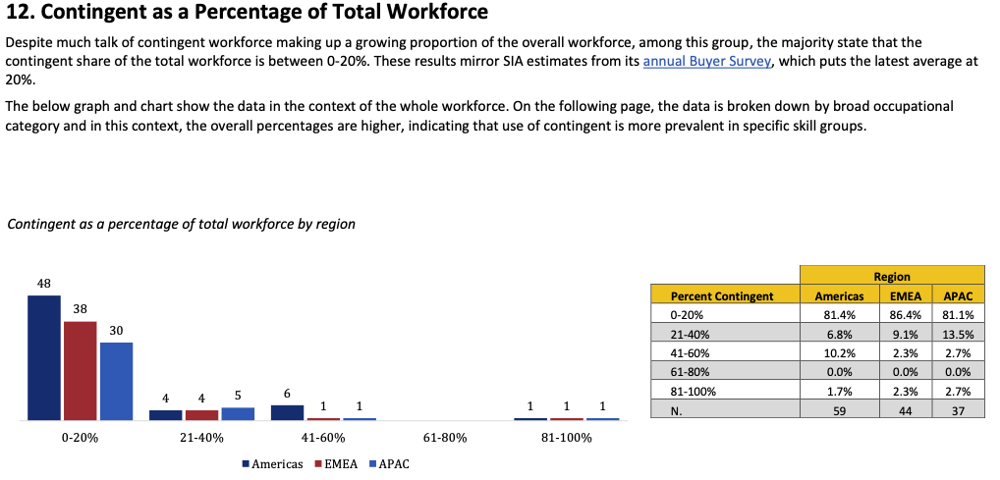 12. Contingent as a Percentage of Total Workforce
Despite much talk of contingent workforce making up a growing proportion of the overall workforce, among this group, the majority state that the
contingent share of the total workforce is between 0-20%. These results mirror SIA estimates from its annual Buyer Survey, which puts the latest average at
20%.
The below graph and chart show the data in the context of the whole workforce. On the following page, the data is broken down by broad occupational
category and in this context, the overall percentages are higher, indicating that use of contingent is more prevalent in specific skill groups.
Contingent as a percentage of total workforce by region
48
38
30
4 4 5
6 1 1
1 1 1
0-20% 21-40% 41-60% 61-80% 81-100%
Americas EMEA APAC
Region
Percent Contingent Americas EMEA APAC
0-20% 81.4% 86.4% 81.1%
21-40% 6.8% 9.1% 13.5%
41-60% 10.2% 2.3% 2.7%
61-80% 0.0% 0.0% 0.0%
81-100% 1.7% 2.3% 2.7%
N. 59 44 37